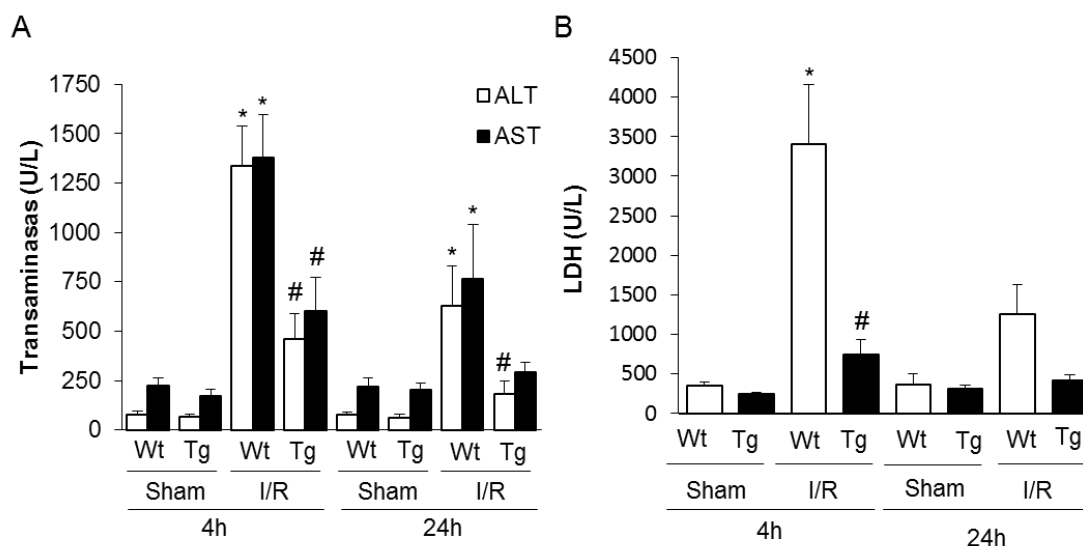 A
Transaminasas (U/L)
1750
1500
1250
1000
750
500
250
0
* *
# #
* *
#
ALT
AST
Wt Tg Wt Tg Wt Tg Wt Tg
Sham I/R Sham I/R
4h 24h
B
LDH (U/L)
4500
4000
3500
3000
2500
2000
1500
1000
500
0
*
#
Wt Tg Wt Tg Wt Tg Wt Tg
Sham I/R Sham I/R
4h 24h